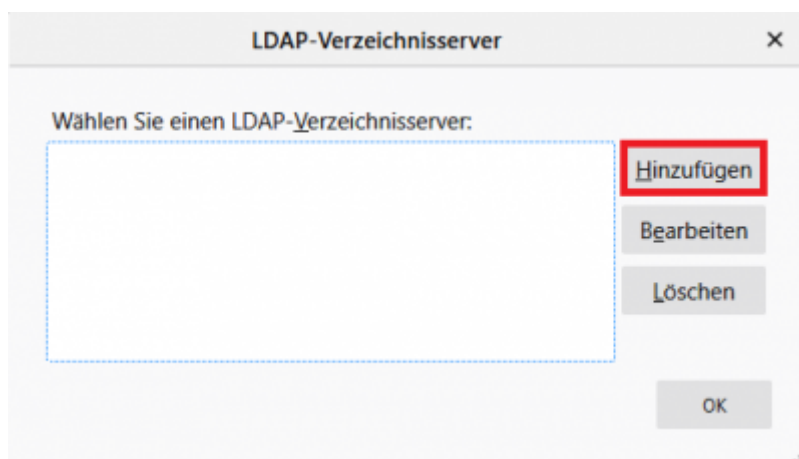 LDAP-Verzeichnisserver
Wählen Sie einen LDAP-Verzeichnisserver:
Hinzufügen
Bearbeiten
Löschen
OK